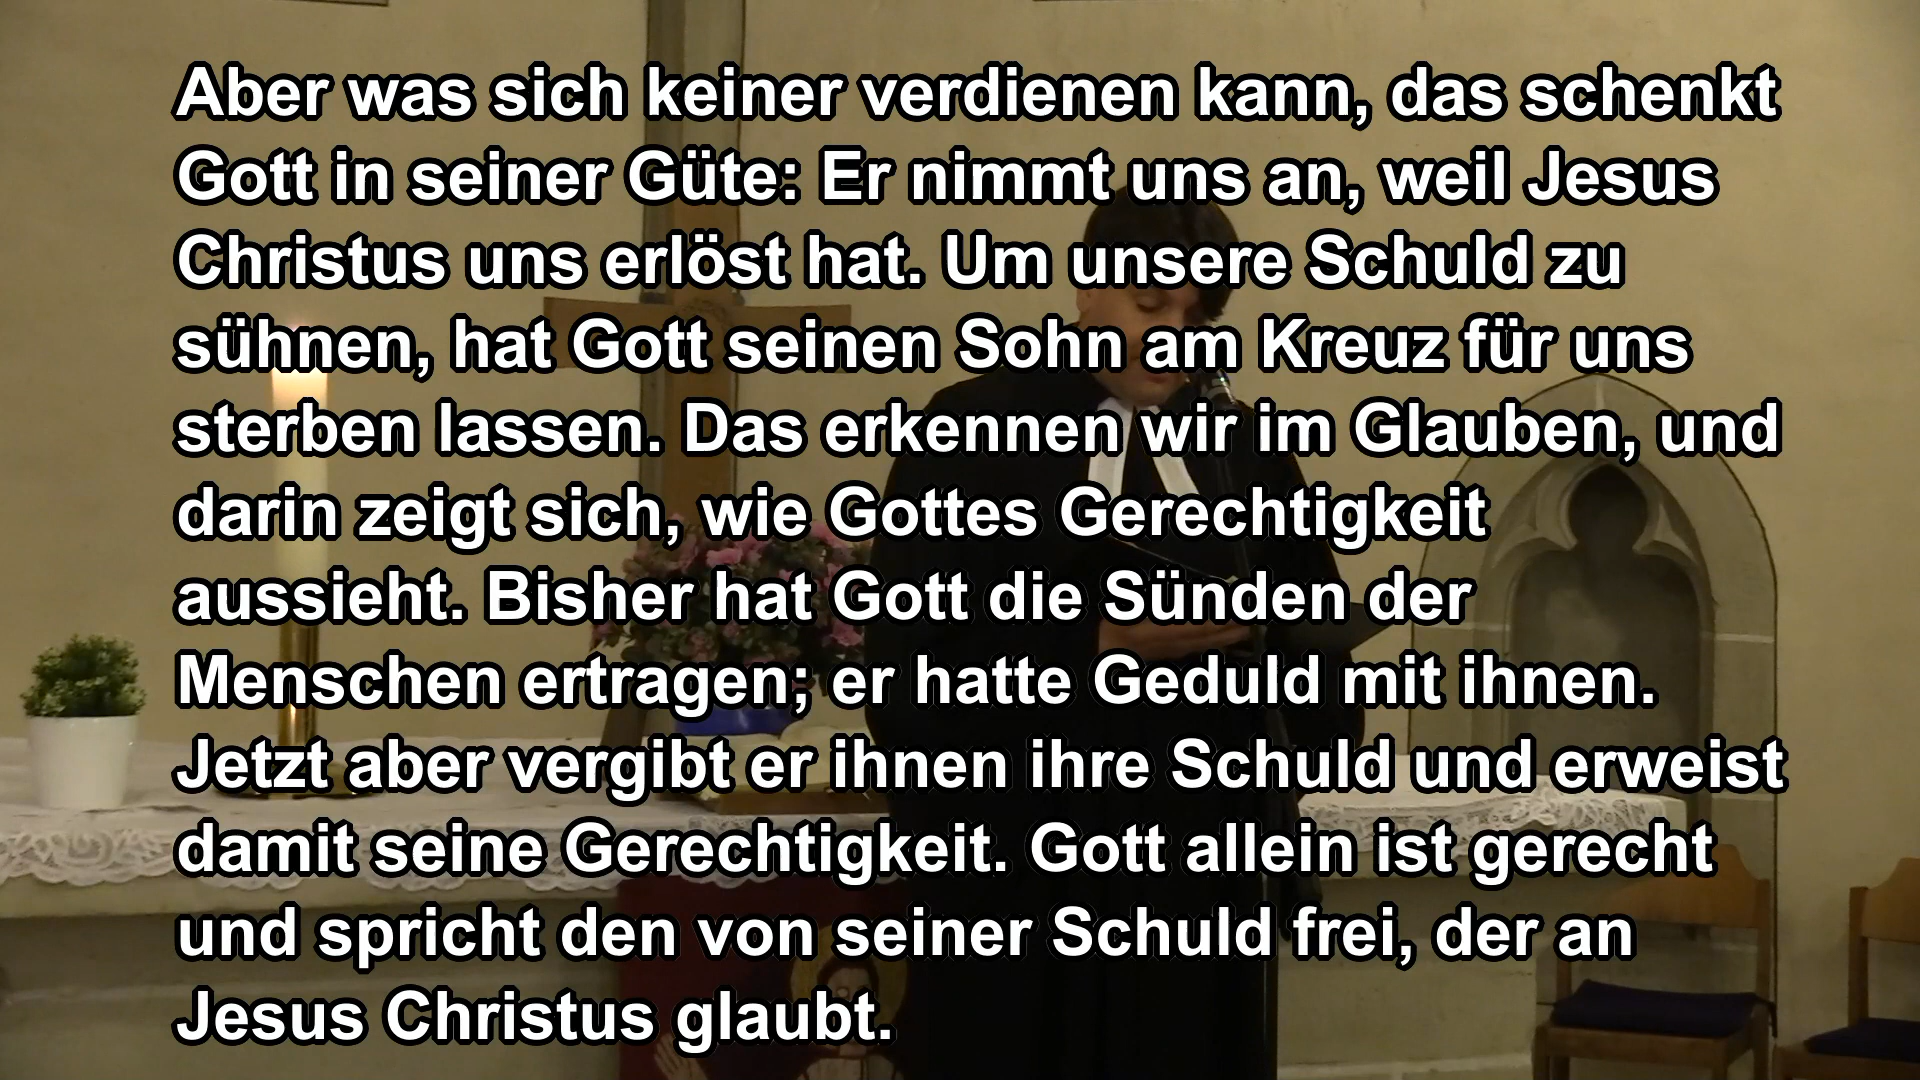 Aber was sich keiner verdienen kann, das schenkt
Gott in seiner Güte: Er nimmt uns an, weil Jesus
Christus uns erlöst hat. Um unsere Schuld zu
sühnen, hat Gott seinen Sohn am Kreuz für uns
sterben lassen. Das erkennen wir im Glauben, und
darin zeigt sich, wie Gottes Gerechtigkeit
aussieht. Bisher hat Gott die Sünden der
Menschen ertragen; er hatte Geduld mit ihnen.
Jetzt aber vergibt er ihnen ihre Schuld und erweist
damit seine Gerechtigkeit. Gott allein ist gerecht
und spricht den von seiner Schuld frei, der an
Jesus Christus glaubt.